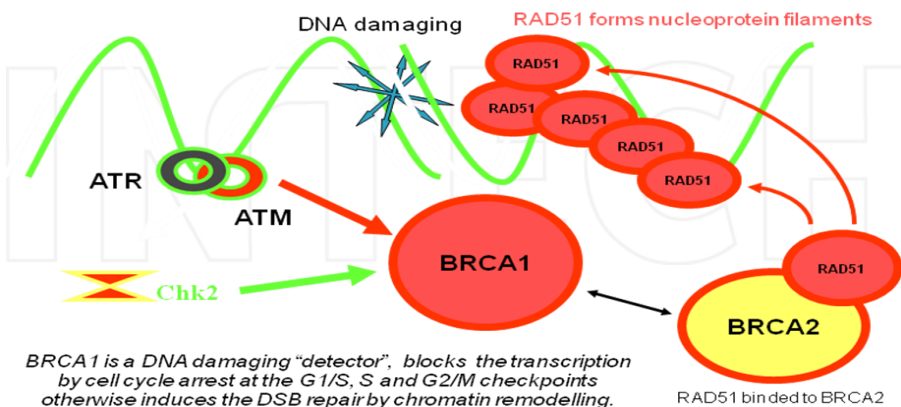 DNA damaging
RAD51 forms nucleoprotein filaments
RAD51
RAD51
RAD51
RAD51
RAD51
ATR
ATM
BRCA1
RAD51
Chk2
BRCA2
BRCA1 is a DNA damaging “detector”, blocks the transcription
by cell cycle arrest at the G1/S, S and G2/M checkpoints
otherwise induces the DSB repair by chromatin remodelling.
RAD51 binded to BRCA2
INTECH